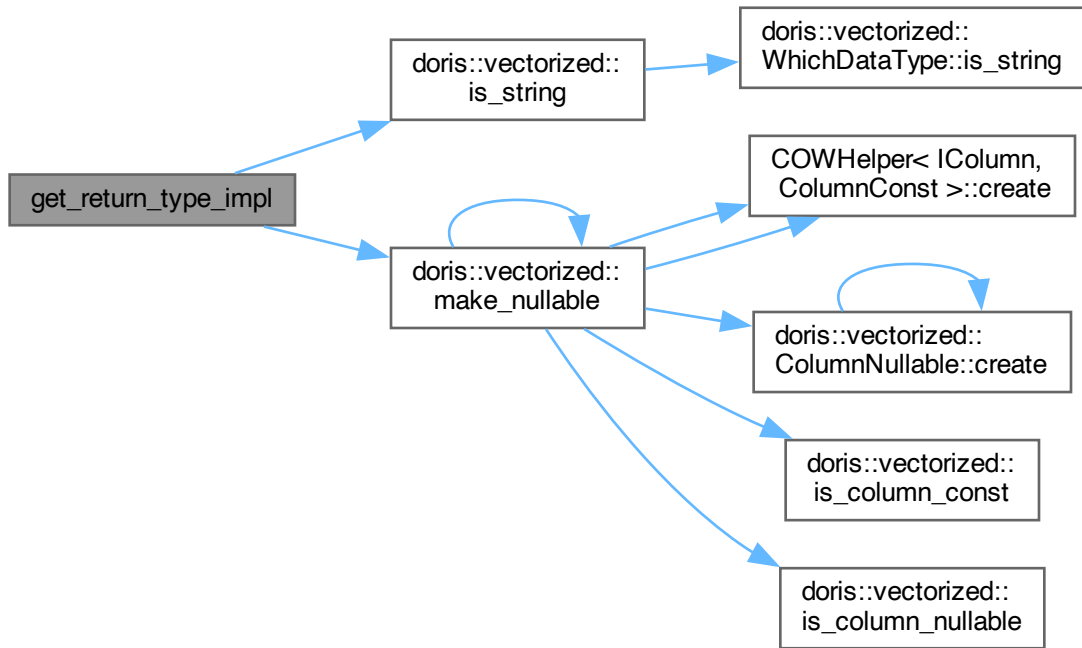 get_return_type_impl
doris::vectorized::
is_string
doris::vectorized::
WhichDataType::is_string
doris::vectorized::
make_nullable
COWHelper< IColumn,
ColumnConst >::create
doris::vectorized::
ColumnNullable::create
doris::vectorized::
is_column_const
doris::vectorized::
is_column_nullable